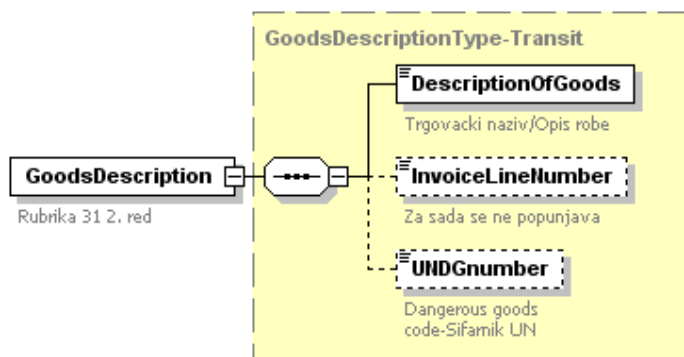 GoodsDescriptionType-Transit
DescriptionOfGoods
Trgovacki naziv/Opis robe
GoodsDescription
Rubrika 31 2. red
InvoiceLineNumber
Za sada se ne popunjava
UNDGnumber
Dangerous goods
code-Sifarnik UN